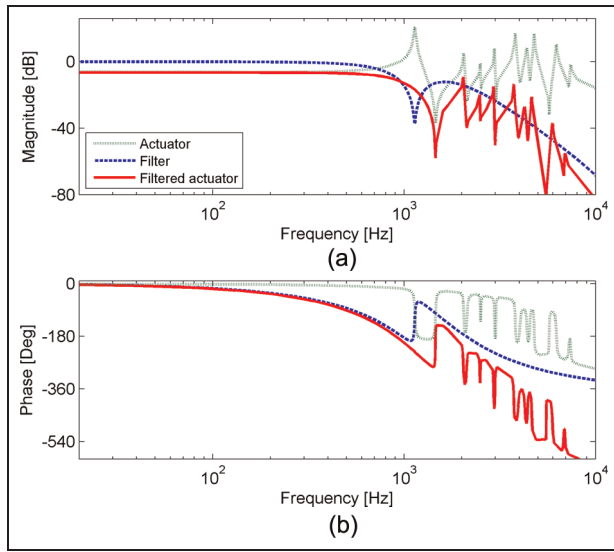 Magnitude [dB]
0
-40
-80
Actuator
Filter
Filtered actuator
10^2
10^3
10^4
Frequency [Hz]
(a)
Phase [Deg]
0
-180
-360
-540
10^2
10^3
10^4
Frequency [Hz]
(b)